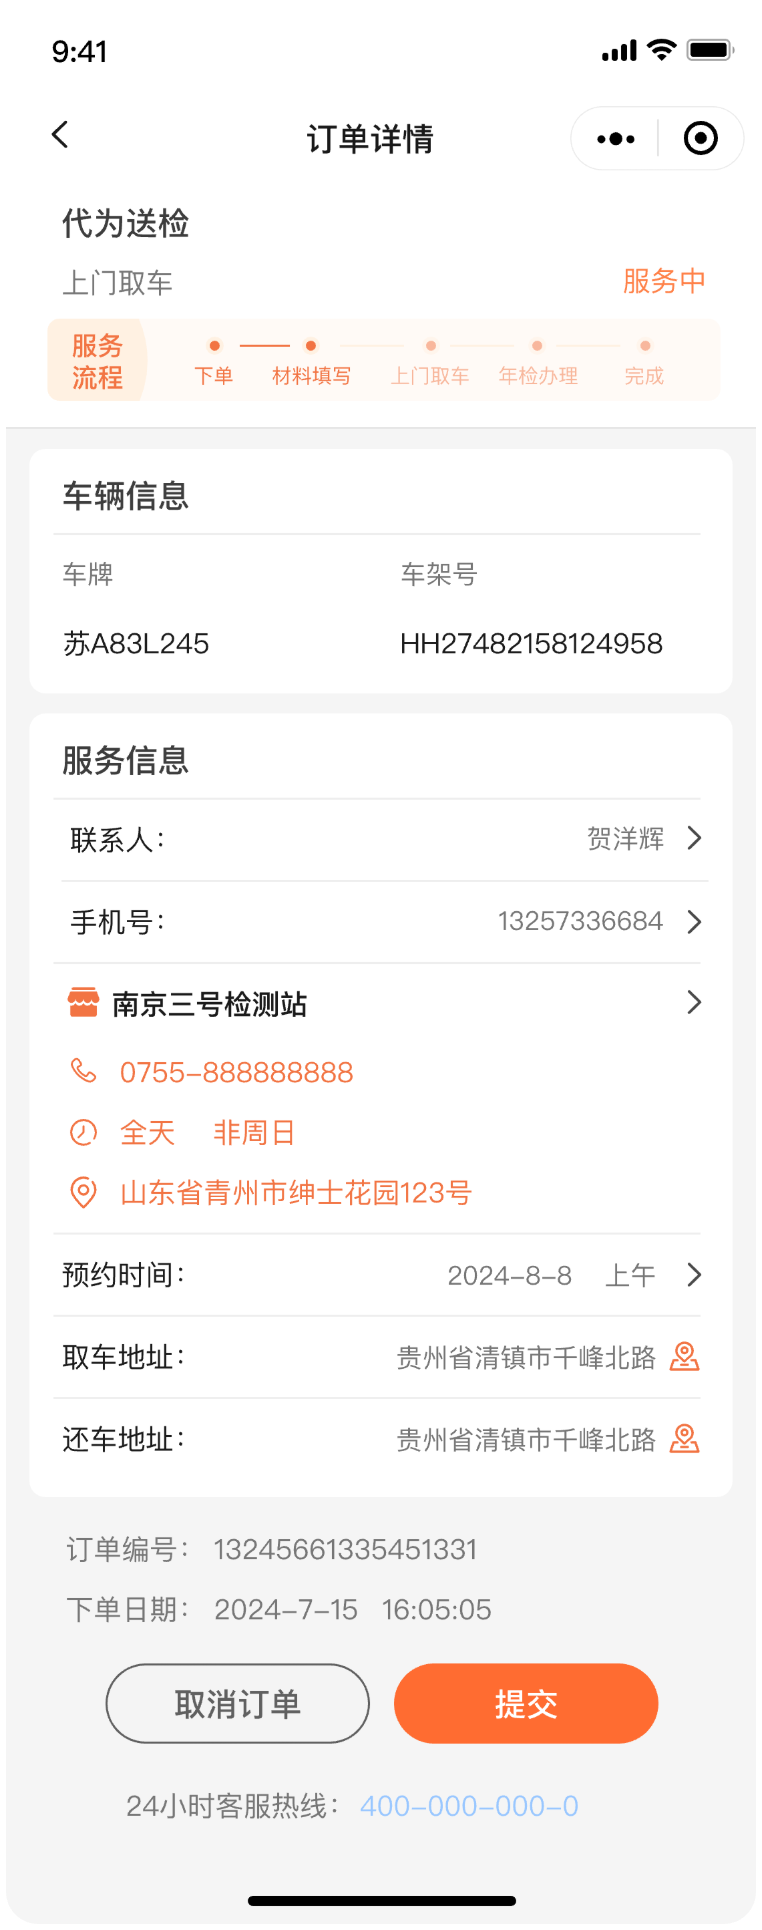 9:41
订单详情
代为送检
上门取车 服务中
服务流程
下单 材料填写 上门取车 年检办理 完成
车辆信息
车牌 车架号
苏A83L245 HH27482158124958
服务信息
联系人： 贺洋辉
手机号： 13257336684
南京三号检测站
0755-888888888
全天 非周日
山东省青州市绅士花园123号
预约时间： 2024-8-8 上午
取车地址： 贵州省清镇市千峰北路
还车地址： 贵州省清镇市千峰北路
订单编号： 13245661335451331
下单日期： 2024-7-15 16:05:05
取消订单 提交
24小时客服热线： 400-000-000-0